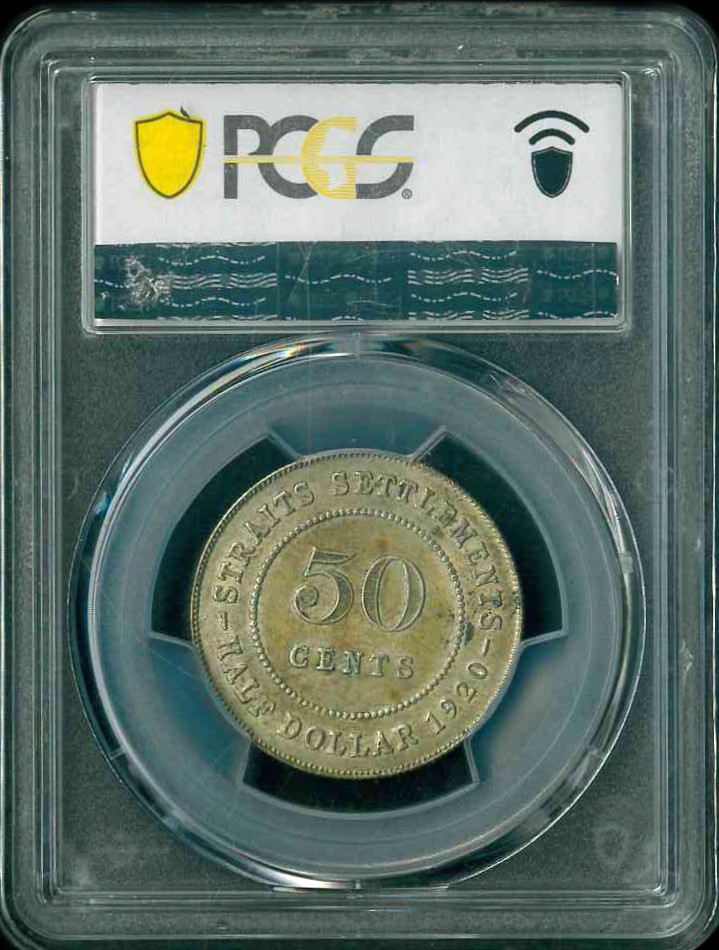 PCGS
®
-STRAITS SETTLEMENTS-
50
CENTS
HALF DOLLAR 1920